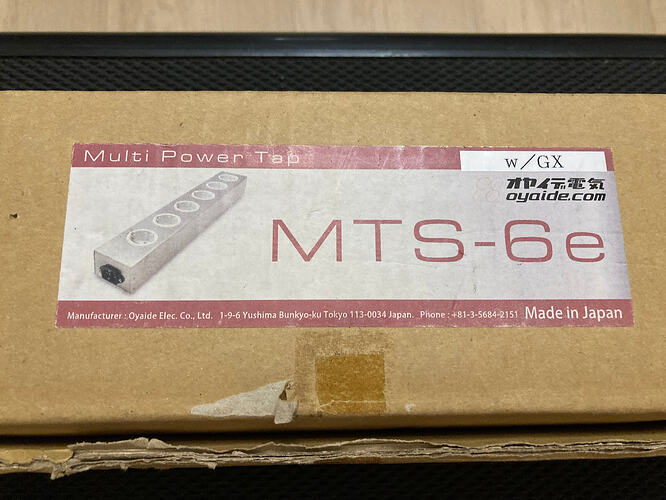 Multi Power Tap
w/GX
オヤイデ電気
oyaide.com
MTS-6e
Manufacturer : Oyaide Elec. Co., Ltd. 1-9-6 Yushima Bunkyo-ku Tokyo 113-0034 Japan. Phone : +81-3-5684-2151 Made in Japan